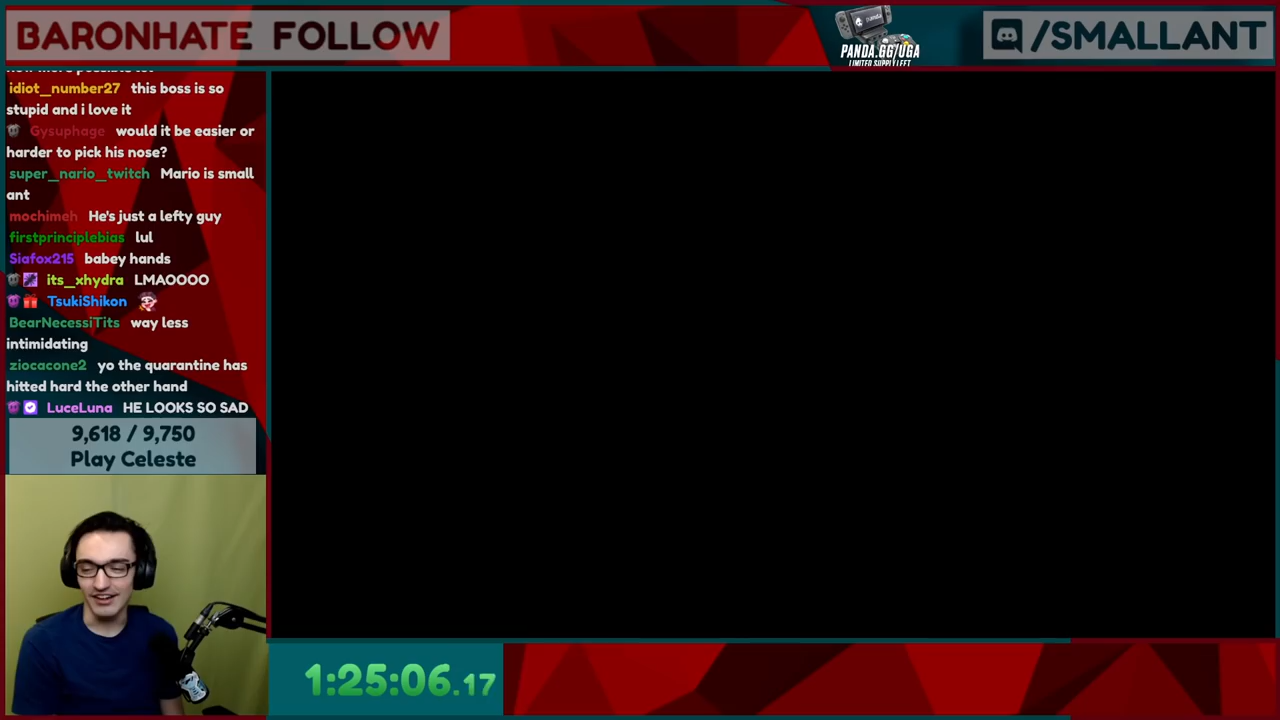 BARONHATE FOLLOW
PANDA.GG/UGA
LIMITED SUPPLY LEFT
/SMALLANT
idiot_number27 this boss is so
stupid and i love it
Gysuphage would it be easier or
harder to pick his nose?
super_nario_twitch Mario is small
ant
mochimeh He's just a lefty guy
firstprinciplebias lul
Siafox215 babey hands
its_xhydra LMAOOOO
TsukiShikon
BearNecessiTits way less
intimidating
ziocacone2 yo the quarantine has
hitted hard the other hand
LuceLuna HE LOOKS SO SAD
9,618 / 9,750
Play Celeste
1:25:06.17